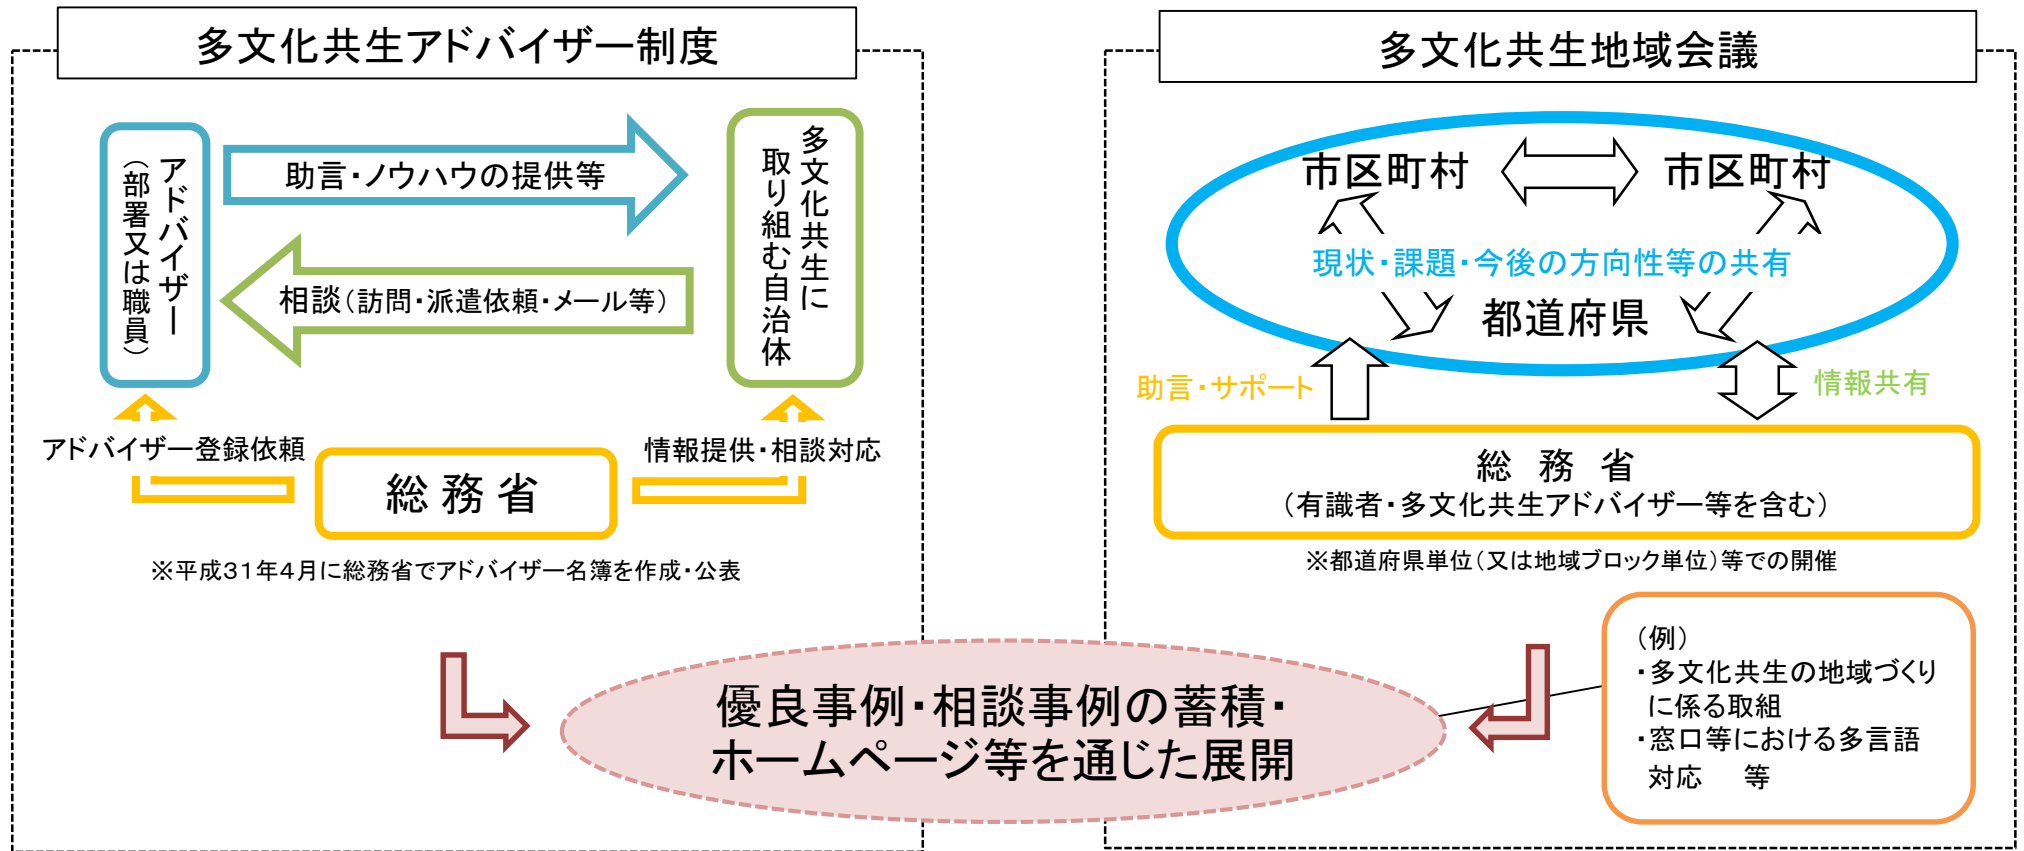 多文化共生アドバイザー制度
アドバイザー
（部署又は職員）
助言・ノウハウの提供等
相談（訪問・派遣依頼・メール等）
多文化共生に
取り組む自治体
アドバイザー登録依頼
情報提供・相談対応
総務省
※平成３１年４月に総務省でアドバイザー名簿を作成・公表
多文化共生地域会議
市区町村
市区町村
現状・課題・今後の方向性等の共有
都道府県
助言・サポート
情報共有
総　務　省
（有識者・多文化共生アドバイザー等を含む）
※都道府県単位（又は地域ブロック単位）等での開催
優良事例・相談事例の蓄積・
ホームページ等を通じた展開
（例）
・多文化共生の地域づくり
に係る取組
・窓口等における多言語
対応　等